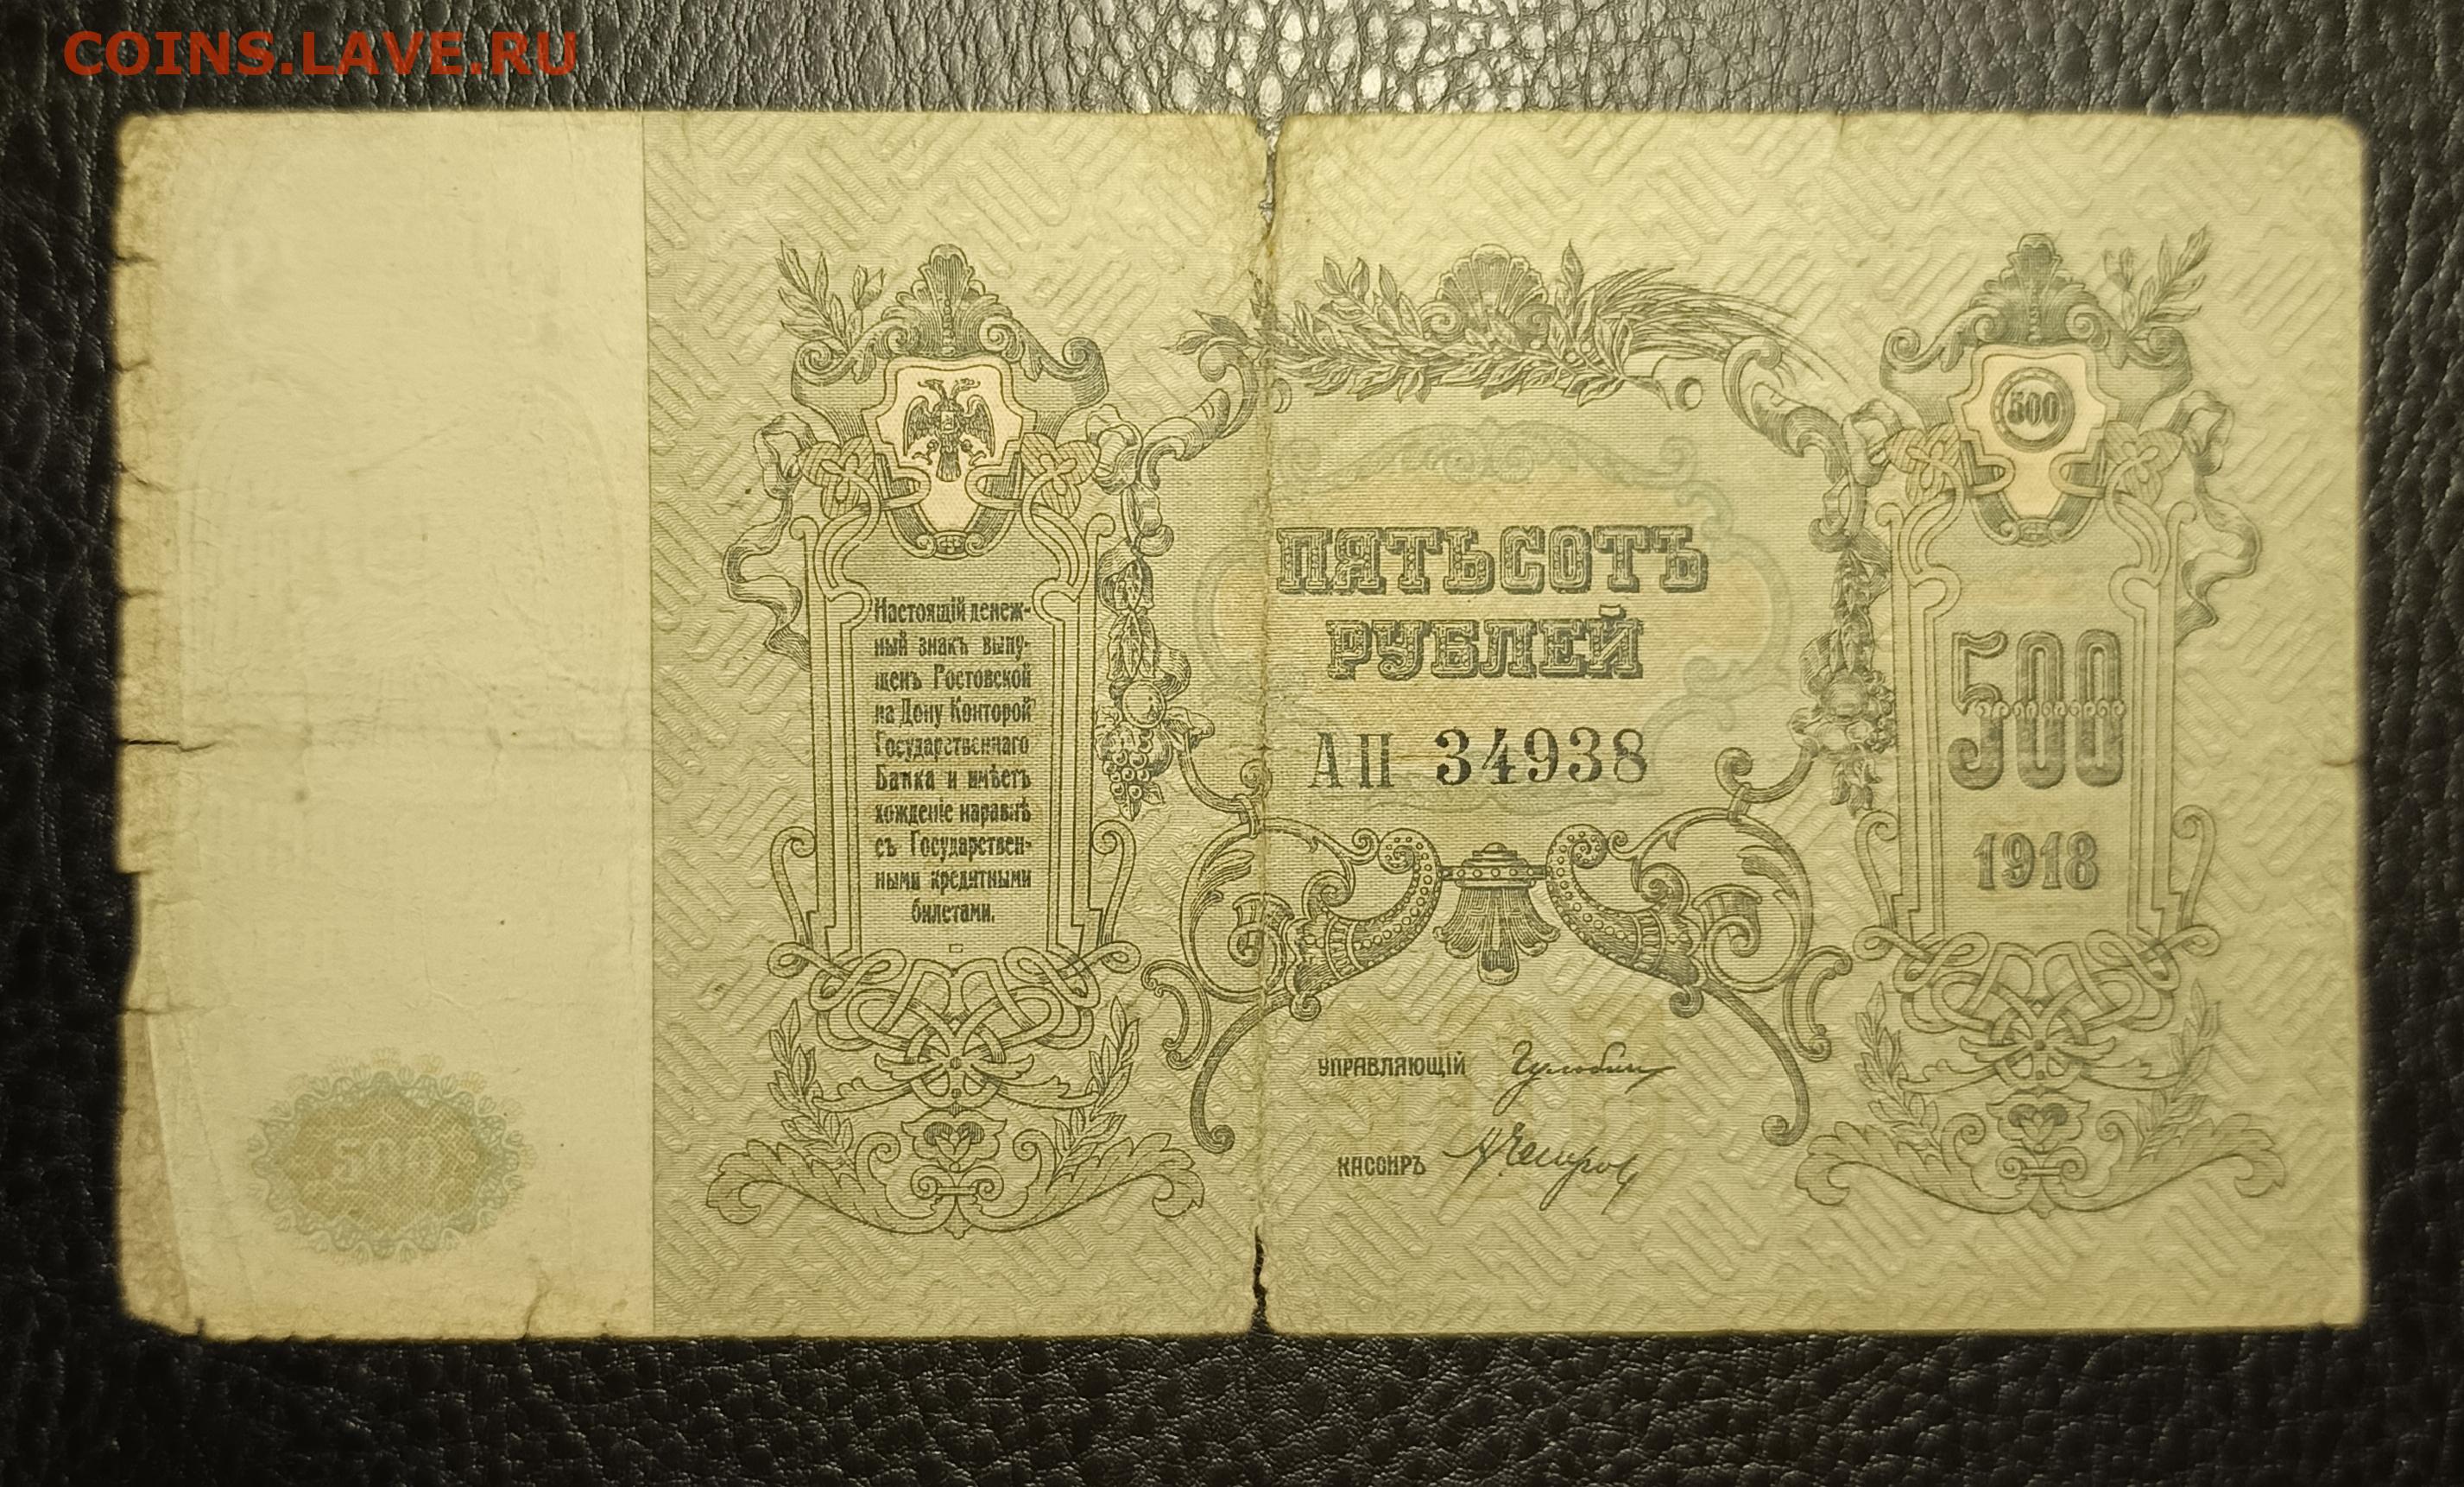 COINS.LAVE.RU
500
Настоящій денеж-
ный знакъ выпу-
щенъ Ростовской
на Дону Конторой
Государственнаго
Банка и имѣетъ
хожденіе наравнѣ
съ Государствен-
ными кредитными
билетами.
ПЯТЬСОТЪ
РУБЛЕЙ
АП 34938
500
1918
УПРАВЛЯЮЩІЙ
КАССИРЪ
500